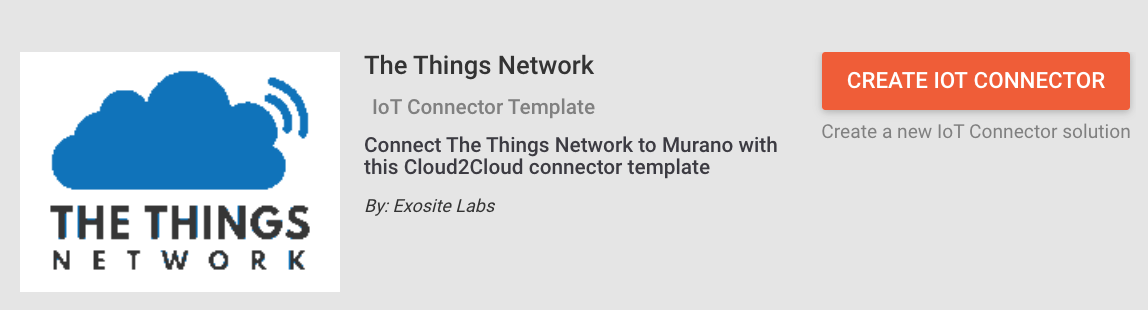 THE THINGS
NETWORK
The Things Network
IoT Connector Template
Connect The Things Network to Murano with
this Cloud2Cloud connector template
By: Exosite Labs
CREATE IOT CONNECTOR
Create a new IoT Connector solution